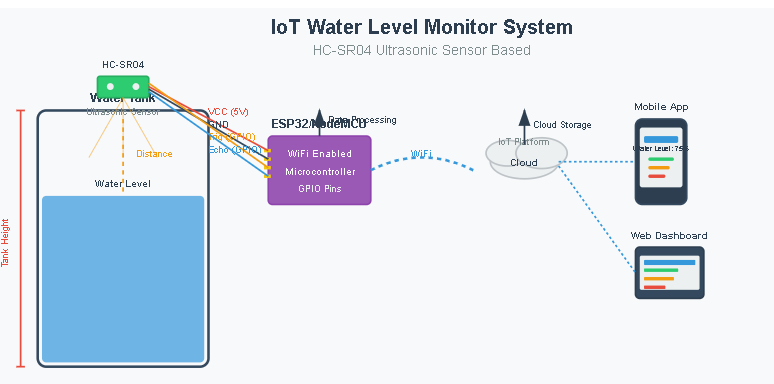 IoT Water Level Monitor System
HC-SR04 Ultrasonic Sensor Based
HC-SR04
Water Tank
Ultrasonic Sensor
VCC (5V)
GND
Trig (GPIO)
Echo (GPIO)
Distance
Water Level
Tank Height
ESP32/NodeMCU
Data Processing
WiFi Enabled
Microcontroller
GPIO Pins
WiFi
Cloud Storage
IoT Platform
Cloud
Mobile App
Water Level: 75%
Web Dashboard